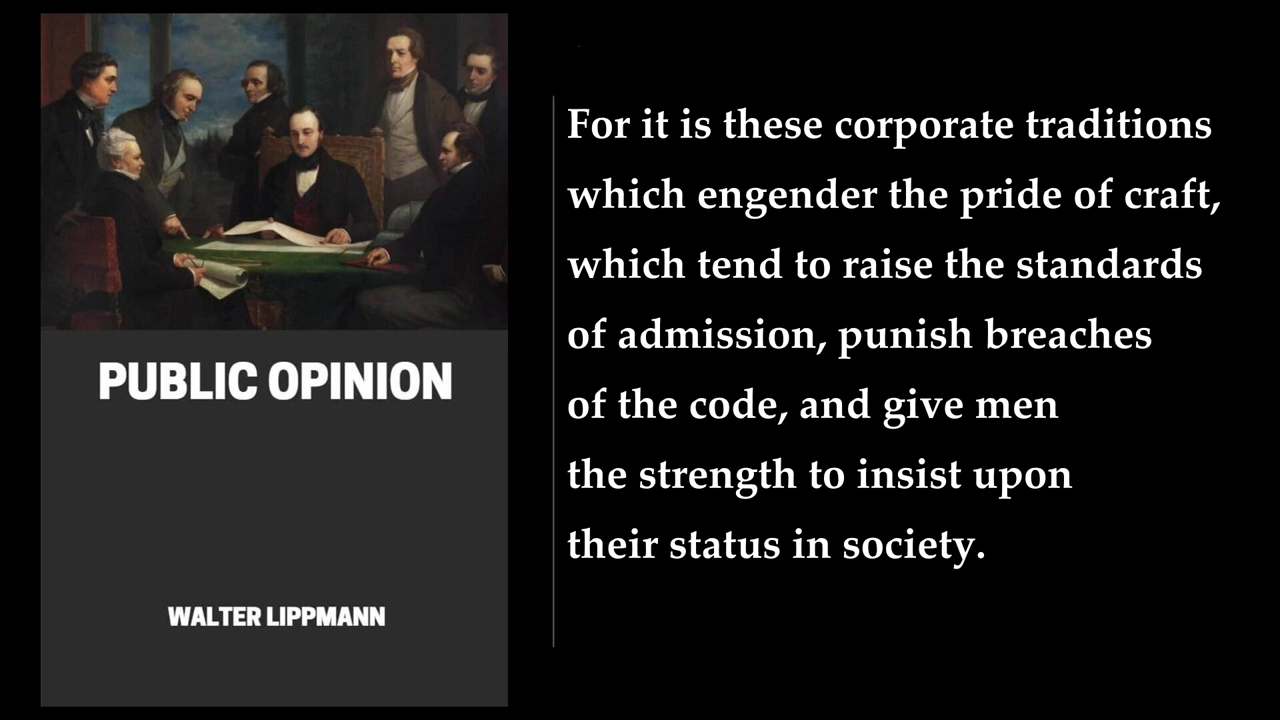 PUBLIC OPINION
WALTER LIPPMANN
For it is these corporate traditions
which engender the pride of craft,
which tend to raise the standards
of admission, punish breaches
of the code, and give men
the strength to insist upon
their status in society.